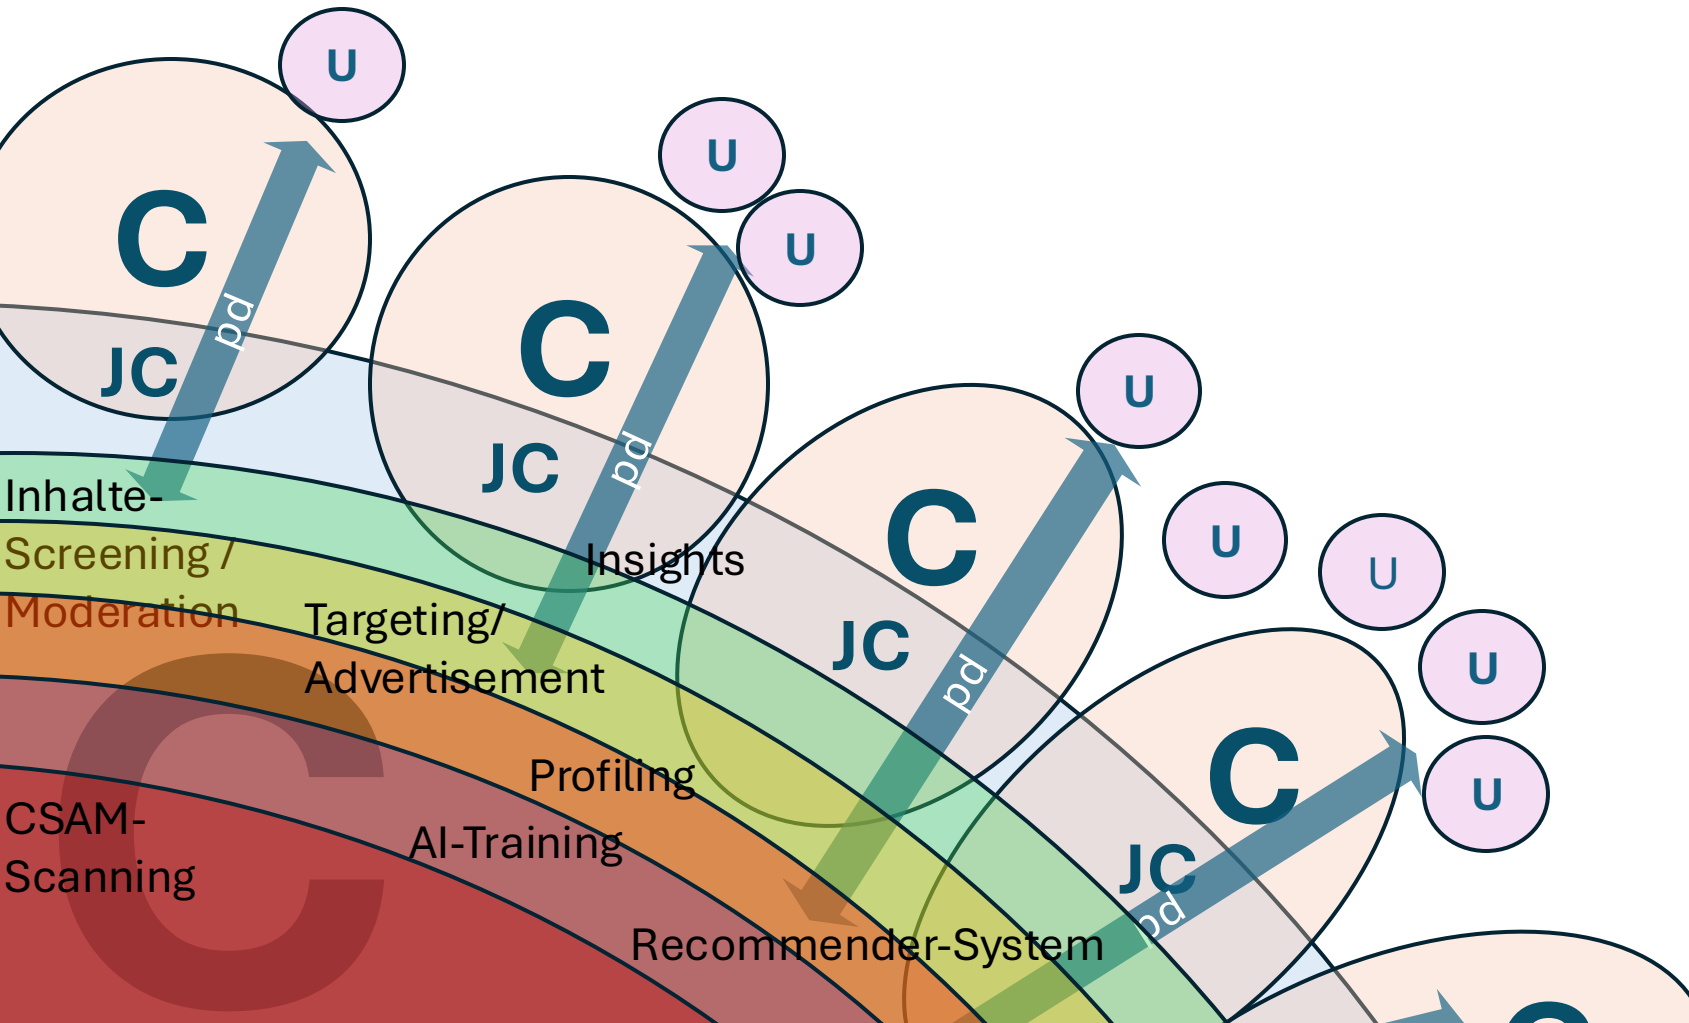 U
U
U
C
pd
JC
C
pd
JC
U
C
pd
JC
U
U
U
U
C
JC
pd
Inhalte-
Screening /
Moderation
Insights
Targeting/
Advertisement
Profiling
AI-Training
Recommender-System
CSAM-
Scanning
C
C